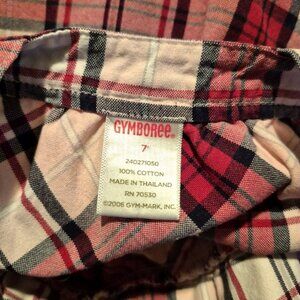 GYMBOREE.
7
240271050
100% COTTON
MADE IN THAILAND
RN 70530
©2006 GYM-MARK, INC.